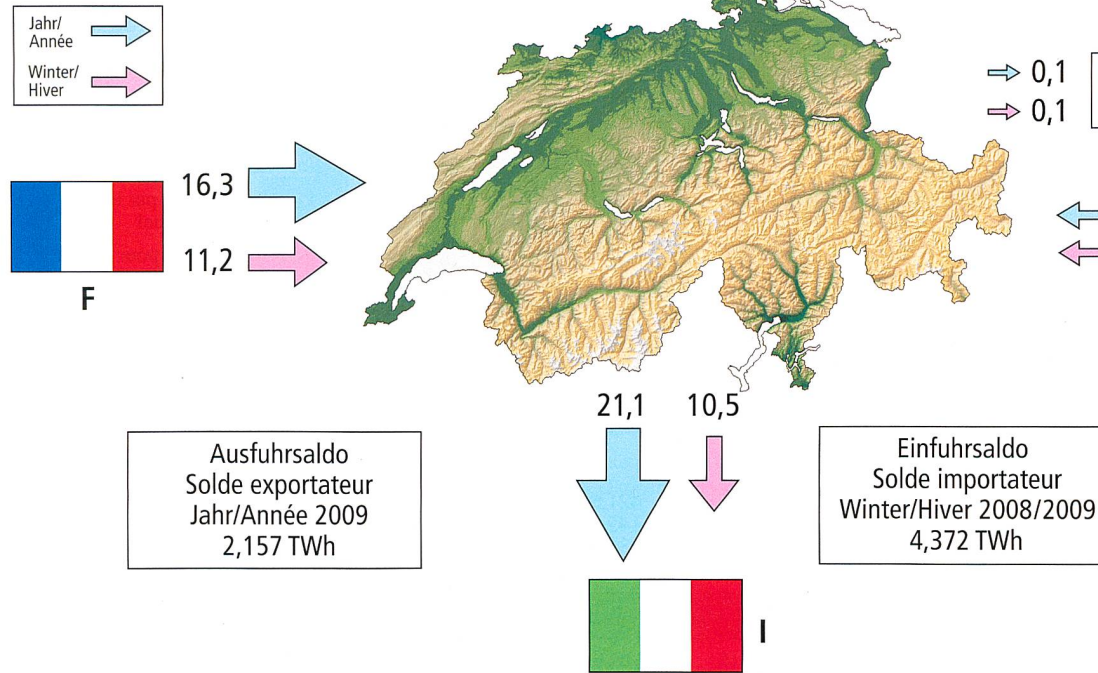 Jahr/
Année
Winter/
Hiver
0,1
0,1
16,3
11,2
F
21,1 10,5
Ausfuhrsaldo
Solde exportateur
Jahr/Année 2009
2,157 TWh
Einfuhrsaldo
Solde importateur
Winter/Hiver 2008/2009
4,372 TWh
I